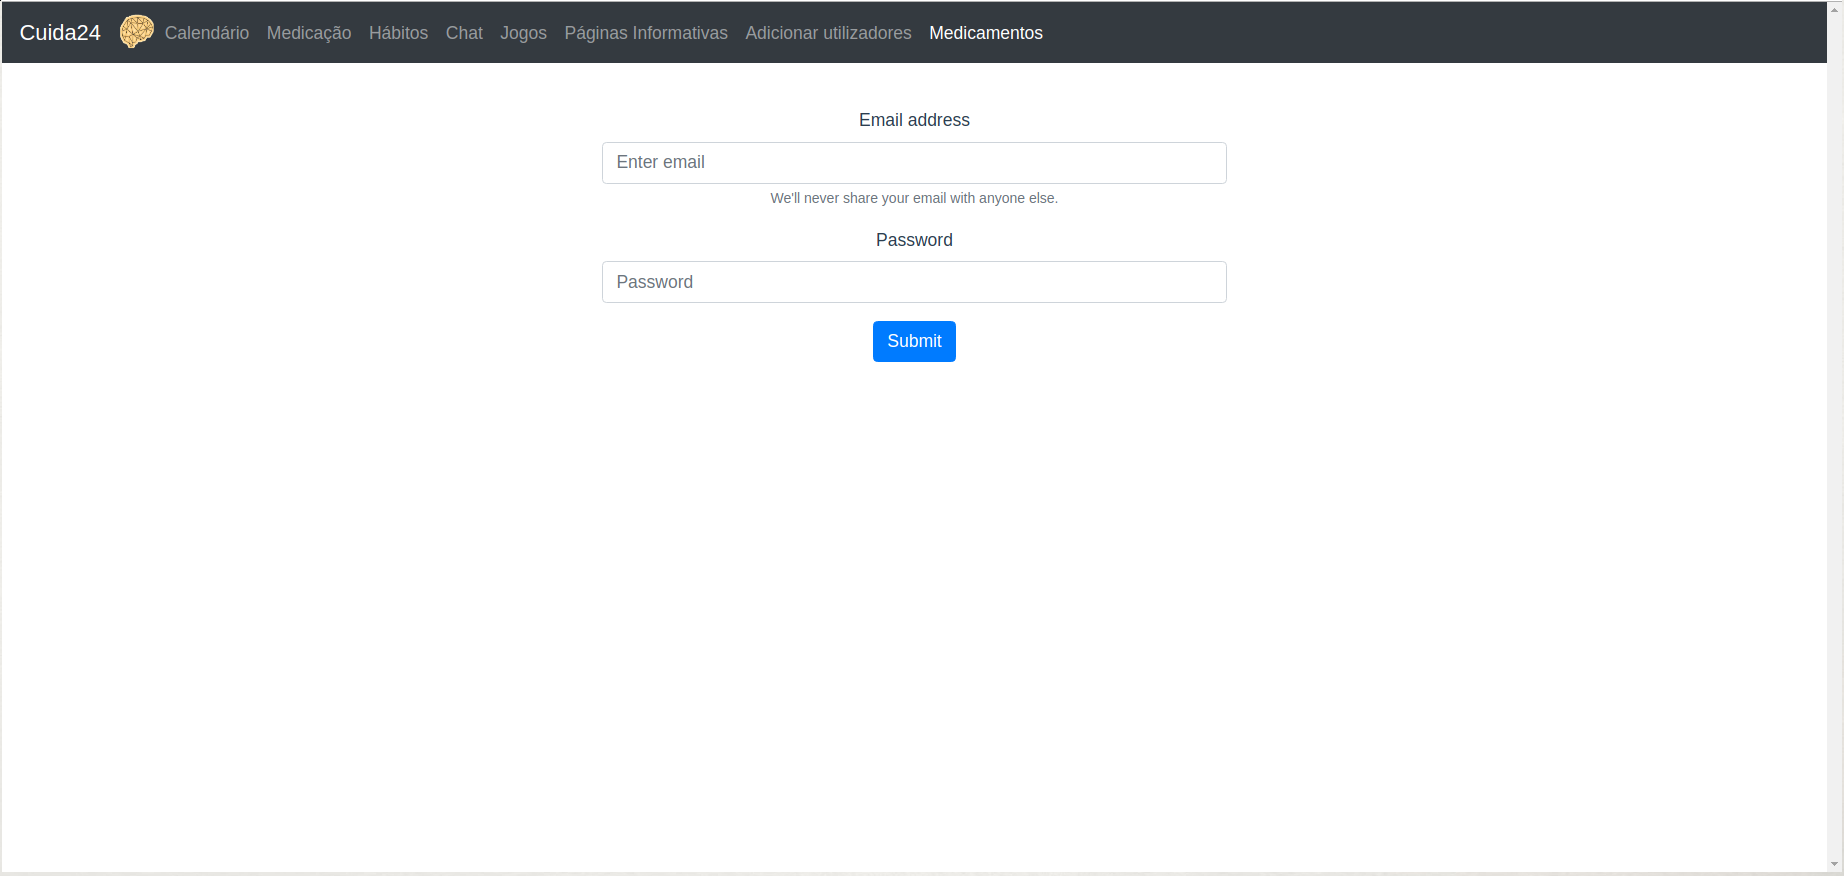 Cuida24 Calendário Medicação Hábitos Chat Jogos Páginas Informativas Adicionar utilizadores Medicamentos
Email address
Enter email
We'll never share your email with anyone else.
Password
Password
Submit